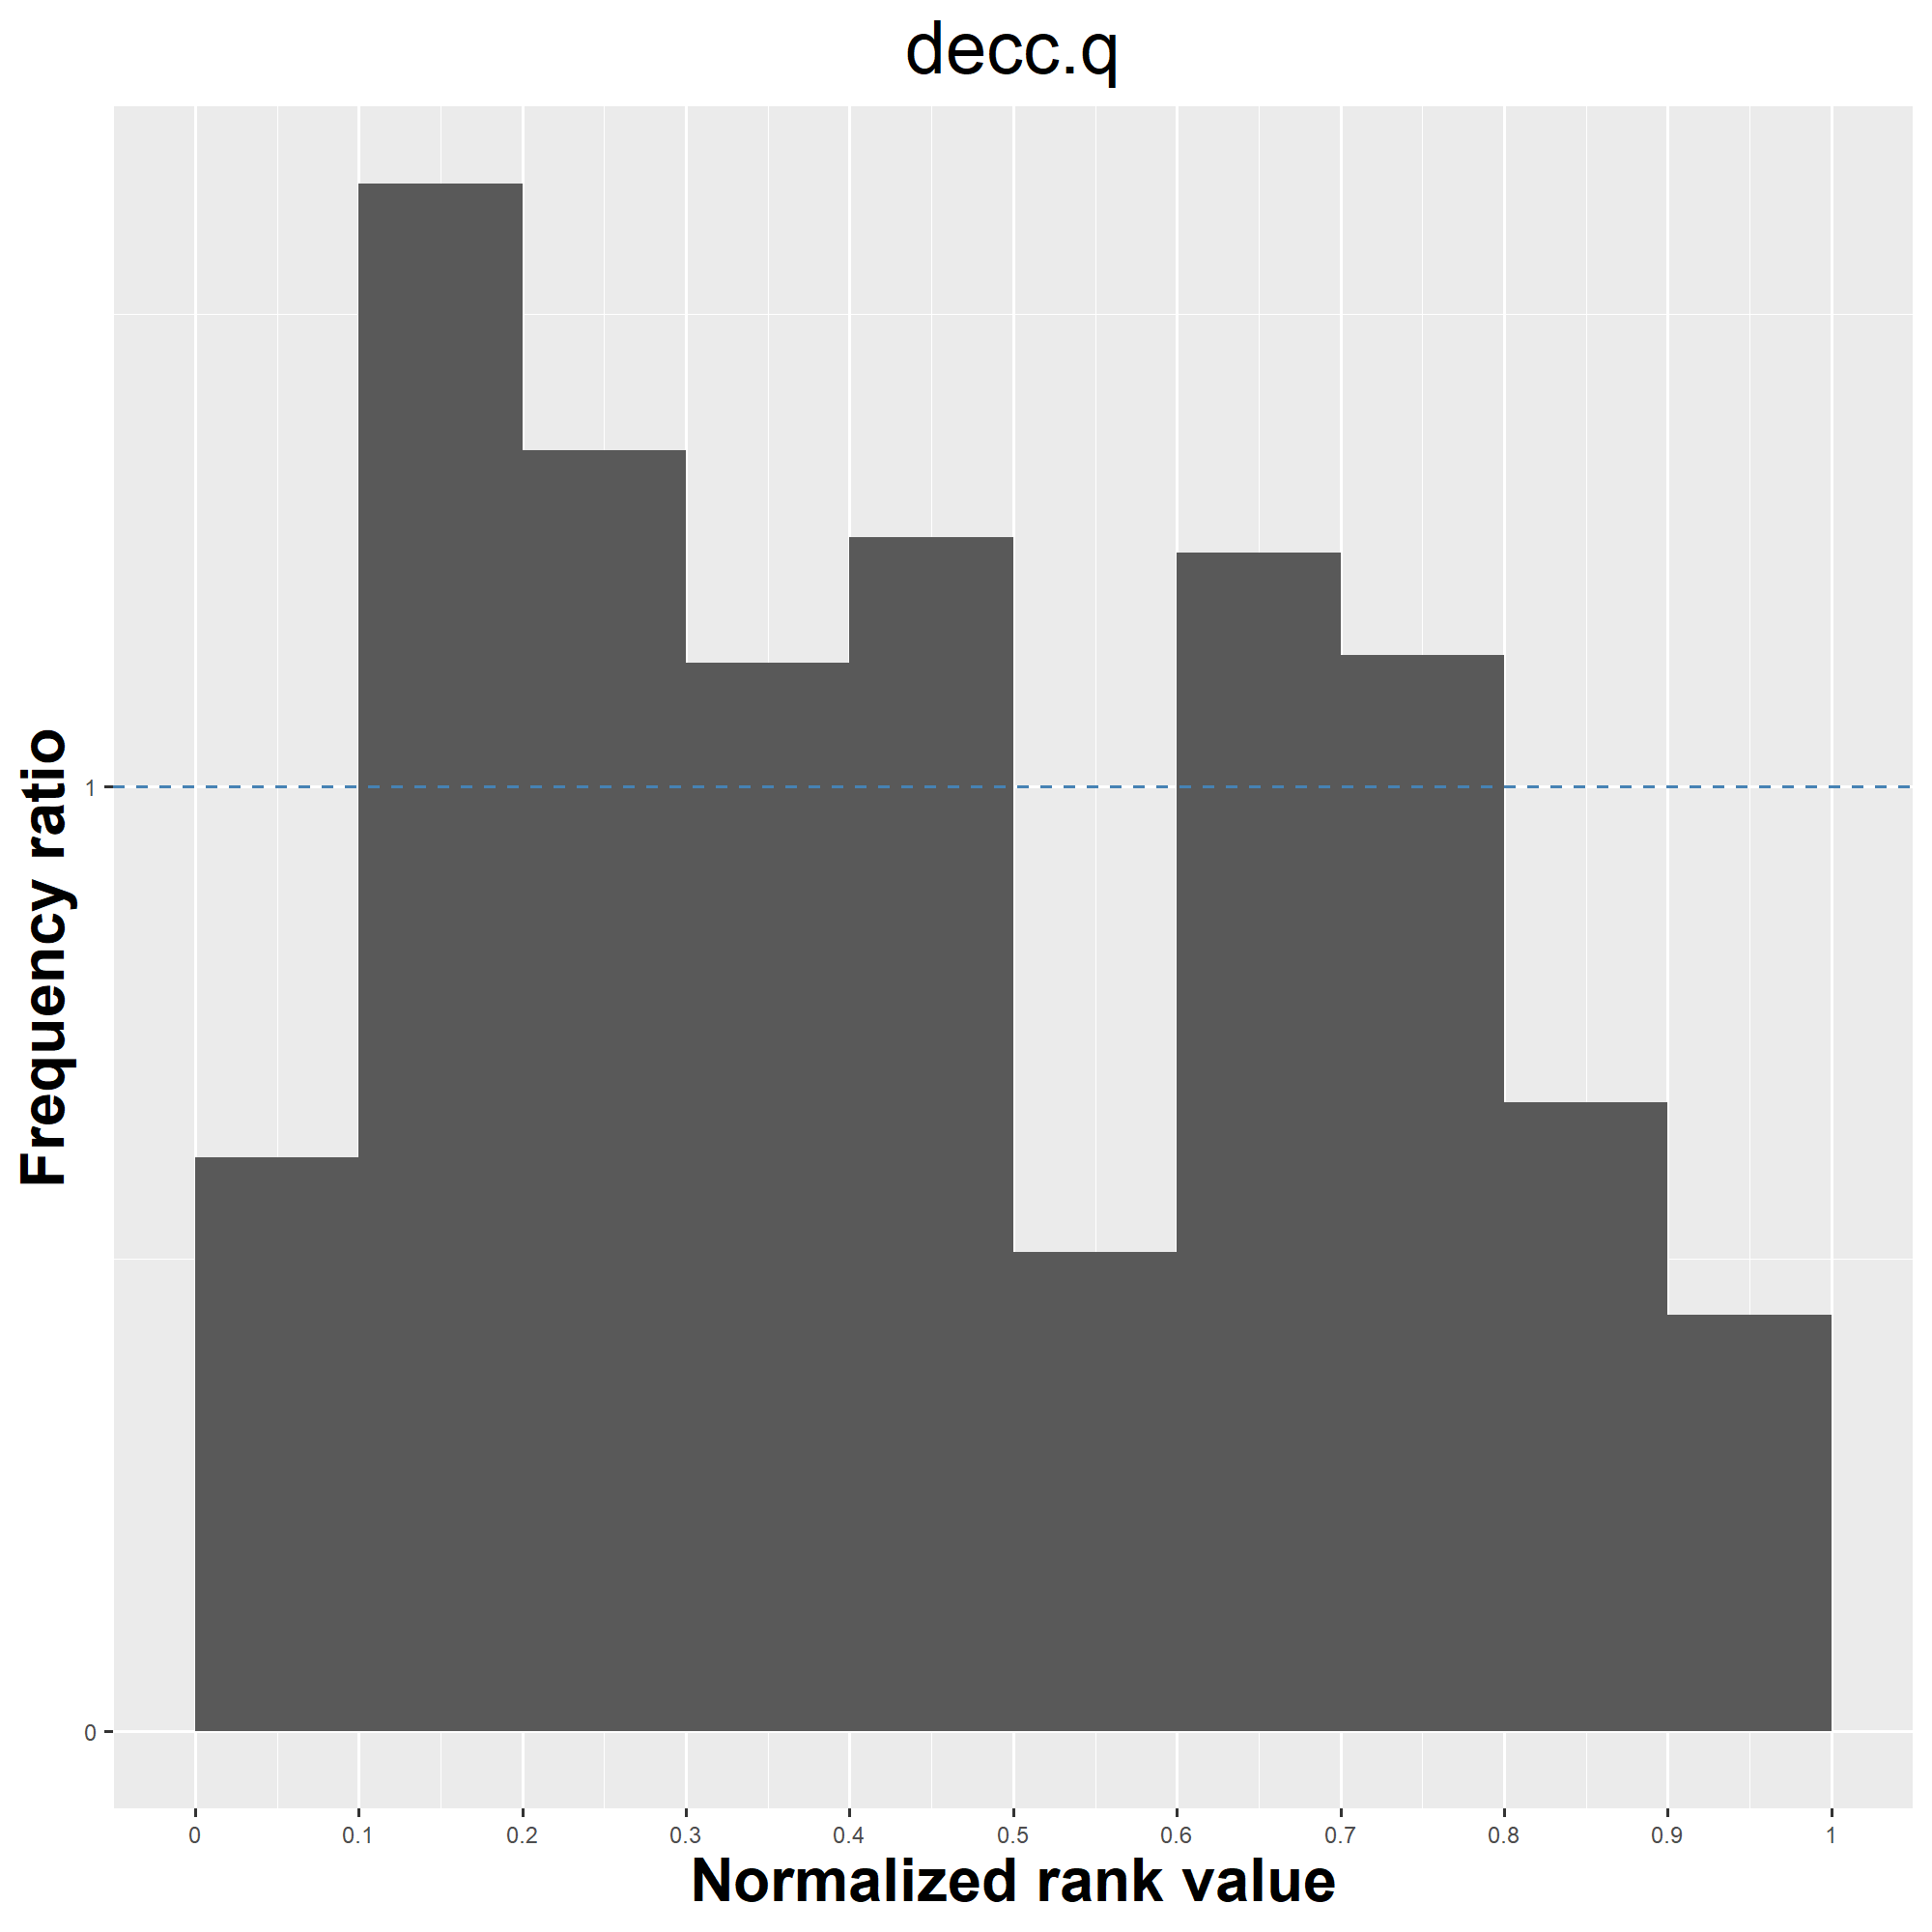 decc.q
Frequency ratio
1
0
0 0.1 0.2 0.3 0.4 0.5 0.6 0.7 0.8 0.9 1
Normalized rank value